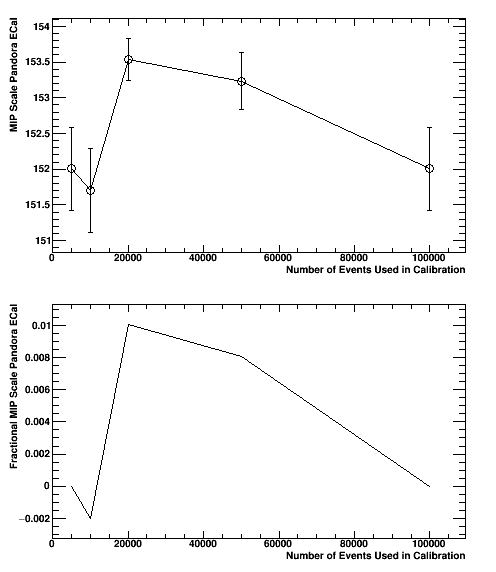 MIP Scale Pandora ECal
154
153.5
153
152.5
152
151.5
151
0 20000 40000 60000 80000 100000
Number of Events Used in Calibration
Fractional MIP Scale Pandora ECal
0.01
0.008
0.006
0.004
0.002
0
−0.002
0 20000 40000 60000 80000 100000
Number of Events Used in Calibration